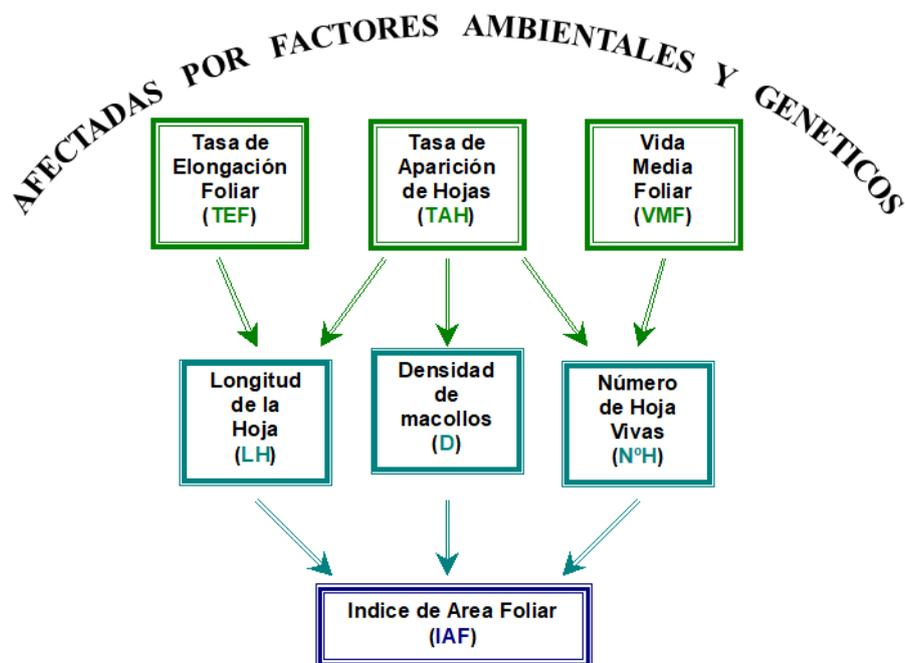 AFECTADAS POR FACTORES AMBIENTALES Y GENETICOS
Tasa de
Elongación
Foliar
(TEF)
Tasa de
Aparición
de Hojas
(TAH)
Vida
Media
Foliar
(VMF)
Longitud
de la
Hoja
(LH)
Densidad
de
macollos
(D)
Número
de Hoja
Vivas
(NºH)
Indice de Area Foliar
(IAF)